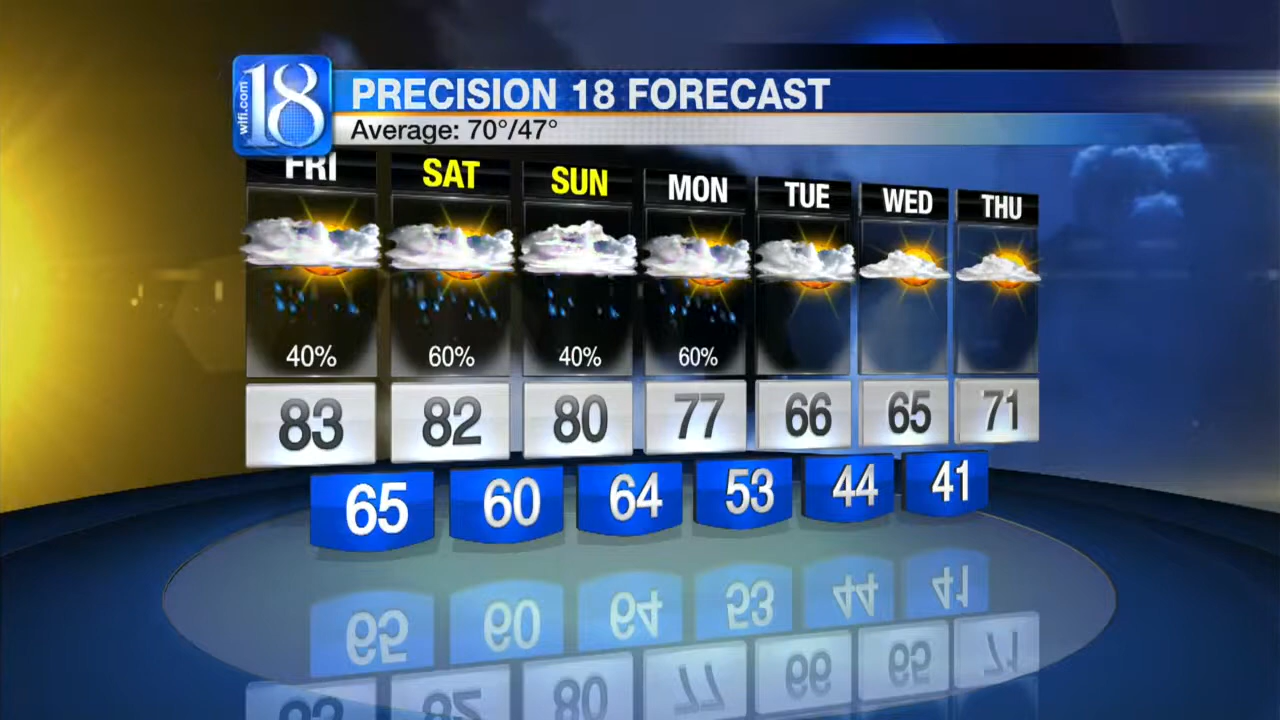 wlfi.com
18
PRECISION 18 FORECAST
Average: 70°/47°
FRI SAT SUN MON TUE WED THU
40% 60% 40% 60%
83 82 80 77 66 65 71
65 60 64 53 44 41